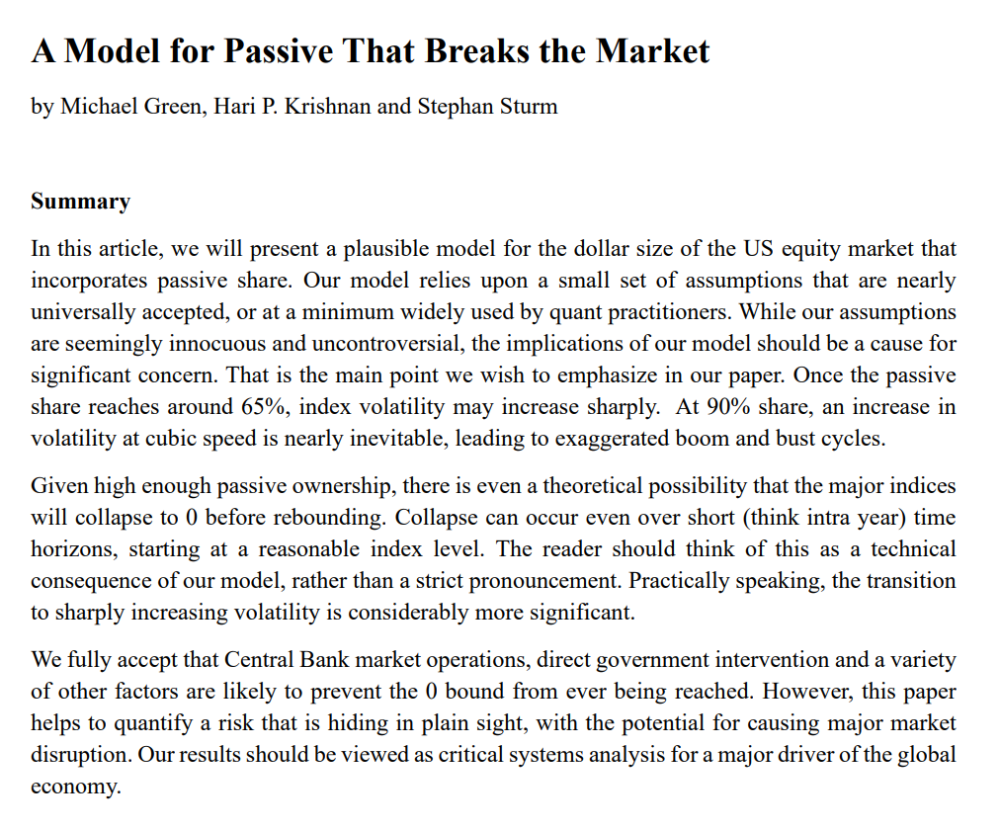 A Model for Passive That Breaks the Market
by Michael Green, Hari P. Krishnan and Stephan Sturm
Summary
In this article, we will present a plausible model for the dollar size of the US equity market that
incorporates passive share. Our model relies upon a small set of assumptions that are nearly
universally accepted, or at a minimum widely used by quant practitioners. While our assumptions
are seemingly innocuous and uncontroversial, the implications of our model should be a cause for
significant concern. That is the main point we wish to emphasize in our paper. Once the passive
share reaches around 65%, index volatility may increase sharply. At 90% share, an increase in
volatility at cubic speed is nearly inevitable, leading to exaggerated boom and bust cycles.
Given high enough passive ownership, there is even a theoretical possibility that the major indices
will collapse to 0 before rebounding. Collapse can occur even over short (think intra year) time
horizons, starting at a reasonable index level. The reader should think of this as a technical
consequence of our model, rather than a strict pronouncement. Practically speaking, the transition
to sharply increasing volatility is considerably more significant.
We fully accept that Central Bank market operations, direct government intervention and a variety
of other factors are likely to prevent the 0 bound from ever being reached. However, this paper
helps to quantify a risk that is hiding in plain sight, with the potential for causing major market
disruption. Our results should be viewed as critical systems analysis for a major driver of the global
economy.